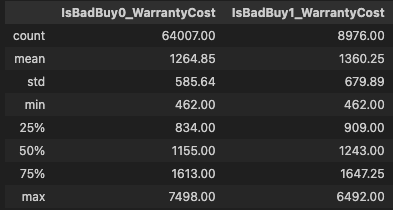 IsBadBuy0_WarrantyCost IsBadBuy1_WarrantyCost
count 64007.00 8976.00
mean 1264.85 1360.25
std 585.64 679.89
min 462.00 462.00
25% 834.00 909.00
50% 1155.00 1243.00
75% 1613.00 1647.25
max 7498.00 6492.00